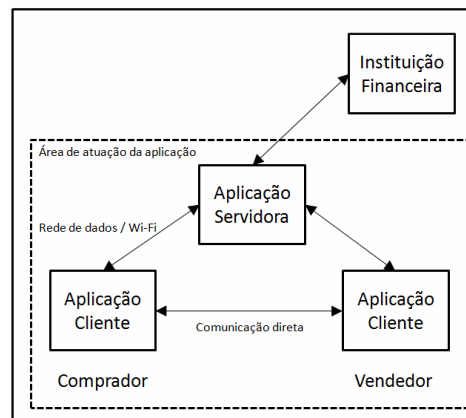 Instituição
Financeira
Área de atuação da aplicação
Aplicação
Servidora
Rede de dados / Wi-Fi
Aplicação
Cliente
Comunicação direta
Aplicação
Cliente
Comprador
Vendedor